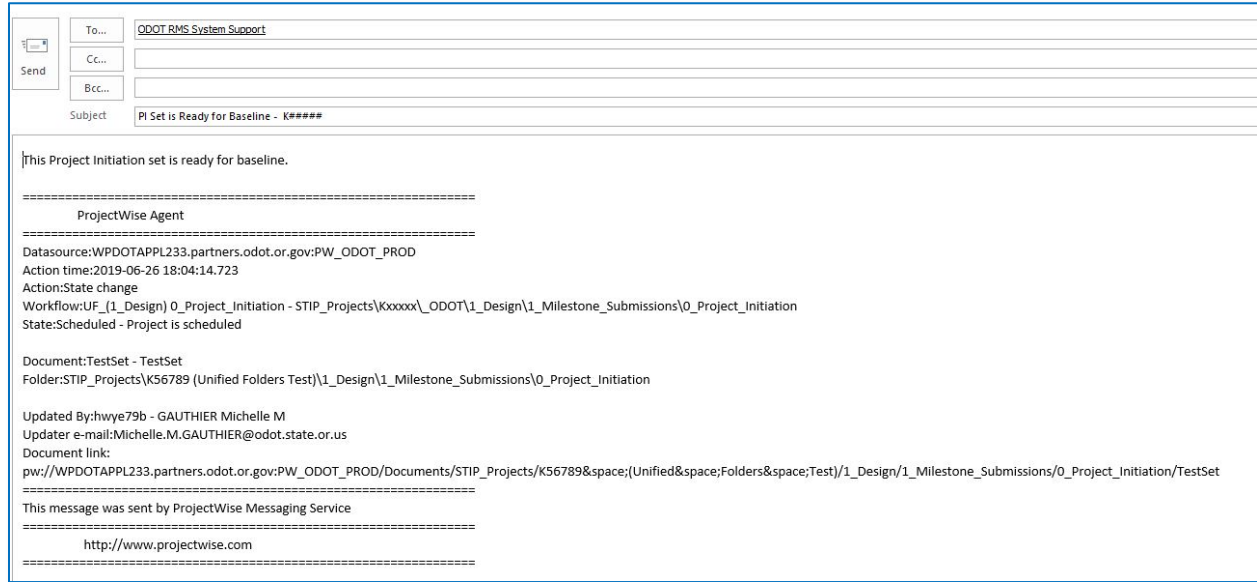 To...
ODOT RMS System Support
Send
Cc...
Bcc...
Subject
PI Set is Ready for Baseline - K#####
This Project Initiation set is ready for baseline.
================================================================
ProjectWise Agent
================================================================
Datasource:WPDOTAPPL233.partners.odot.or.gov:PW_ODOT_PROD
Action time:2019-06-26 18:04:14.723
Action:State change
Workflow:UF_(1_Design) 0_Project_Initiation - STIP_Projects\Kxxxxx\_ODOT\1_Design\1_Milestone_Submissions\0_Project_Initiation
State:Scheduled - Project is scheduled
Document:TestSet - TestSet
Folder:STIP_Projects\K56789 (Unified Folders Test)\1_Design\1_Milestone_Submissions\0_Project_Initiation
Updated By:hwye79b - GAUTHIER Michelle M
Updater e-mail:Michelle.M.GAUTHIER@odot.state.or.us
Document link:
pw://WPDOTAPPL233.partners.odot.or.gov:PW_ODOT_PROD/Documents/STIP_Projects/K56789&space;(Unified&space;Folders&space;Test)/1_Design/1_Milestone_Submissions/0_Project_Initiation/TestSet
================================================================
This message was sent by ProjectWise Messaging Service
================================================================
http://www.projectwise.com
================================================================